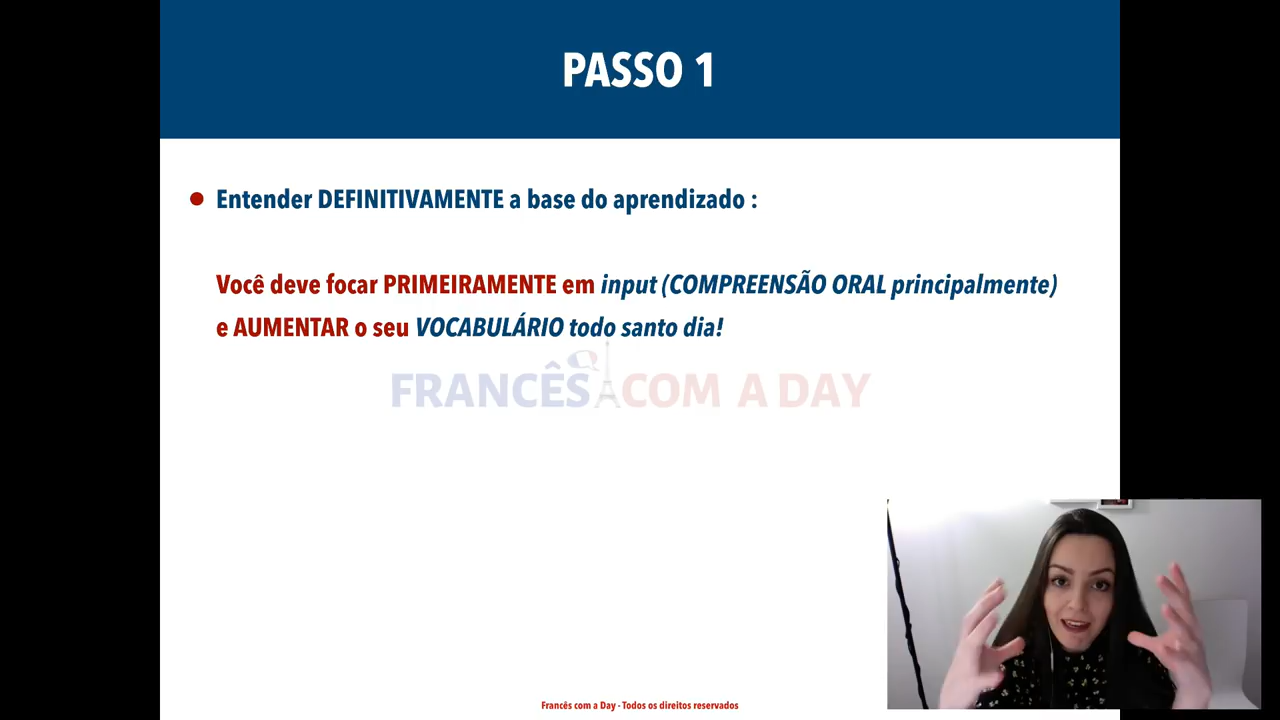 PASSO 1
Entender DEFINITIVAMENTE a base do aprendizado :
Você deve focar PRIMEIRAMENTE em input (COMPREENSÃO ORAL principalmente)
e AUMENTAR o seu VOCABULÁRIO todo santo dia!
FRANCÊS COM A DAY
Francês com a Day - Todos os direitos reservados